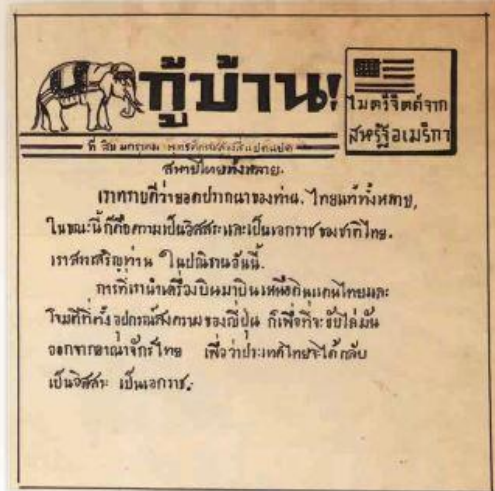 กู้บ้าน!
ไมตรีจิตต์จาก
สหรัฐอเมริกา
ที่ สิบ มกราคม
สหายไทยทั้งหลาย.
เราทราบดีว่ายอดปรารถนาของท่าน, ไทยแท้ทั้งหลาย,
ในขณะนี้ก็คือความเป็นอิสสระและเป็นเอกราชของชาติไทย.
เราสรรเสริญท่าน ในปณิธานอันนี้.
การที่เรานำเครื่องบินมาบินเหนือดินแดนไทยและ
โจมตีที่ตั้งอุปกรณ์สงครามของญี่ปุ่น ก็เพื่อที่จะขับไล่มัน
ออกจากอาณาจักร์ไทย เพื่อว่าประเทศไทยจะได้กลับ
เป็นอิสสระ เป็นเอกราช.